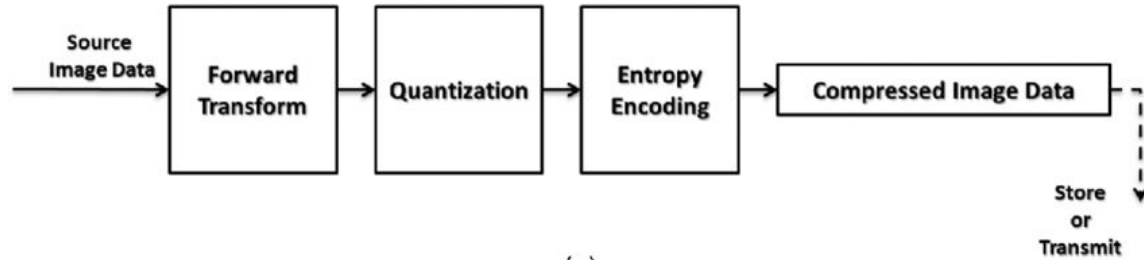 Source
Image Data
Forward
Transform
Quantization
Entropy
Encoding
Compressed Image Data
Store
or
Transmit